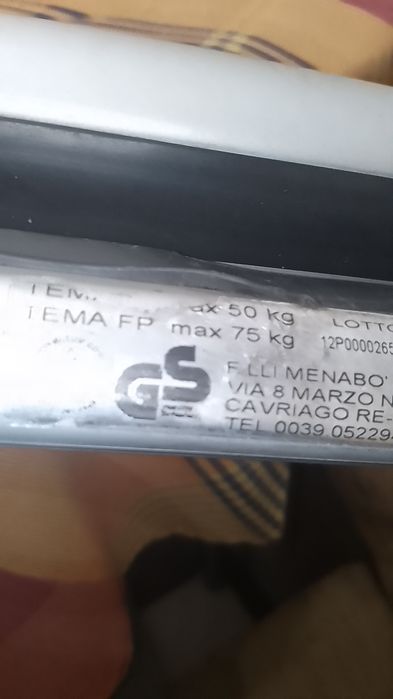 50 kg
TEMA FP max 75 kg
LOTTO
12P0000265
GS
F.LLI MENABO'
VIA 8 MARZO N
CAVRIAGO RE-
TEL 0039 05229